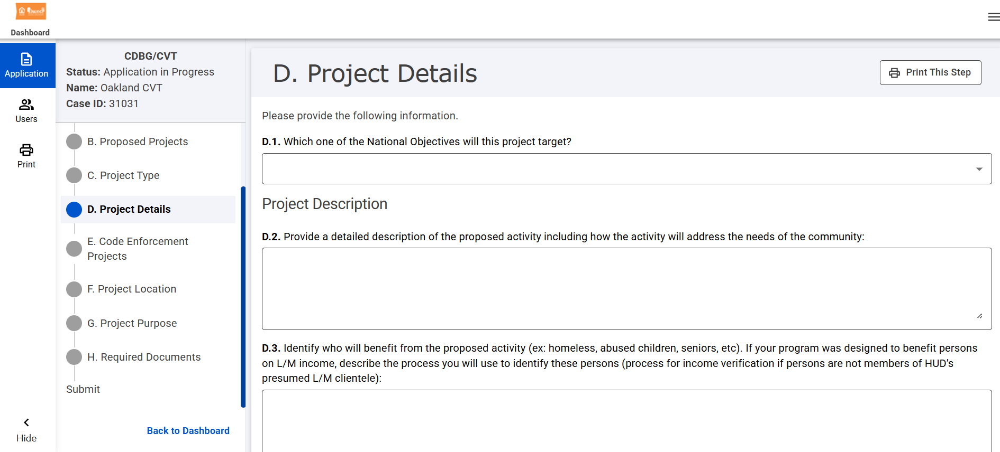 OAKLAND
Dashboard
Application
Users
Print
Hide
CDBG/CVT
Status: Application in Progress
Name: Oakland CVT
Case ID: 31031
B. Proposed Projects
C. Project Type
D. Project Details
E. Code Enforcement
Projects
F. Project Location
G. Project Purpose
H. Required Documents
Submit
Back to Dashboard
D. Project Details
Print This Step
Please provide the following information.
D.1. Which one of the National Objectives will this project target?
Project Description
D.2. Provide a detailed description of the proposed activity including how the activity will address the needs of the community:
D.3. Identify who will benefit from the proposed activity (ex: homeless, abused children, seniors, etc). If your program was designed to benefit persons
on L/M income, describe the process you will use to identify these persons (process for income verification if persons are not members of HUD’s
presumed L/M clientele):